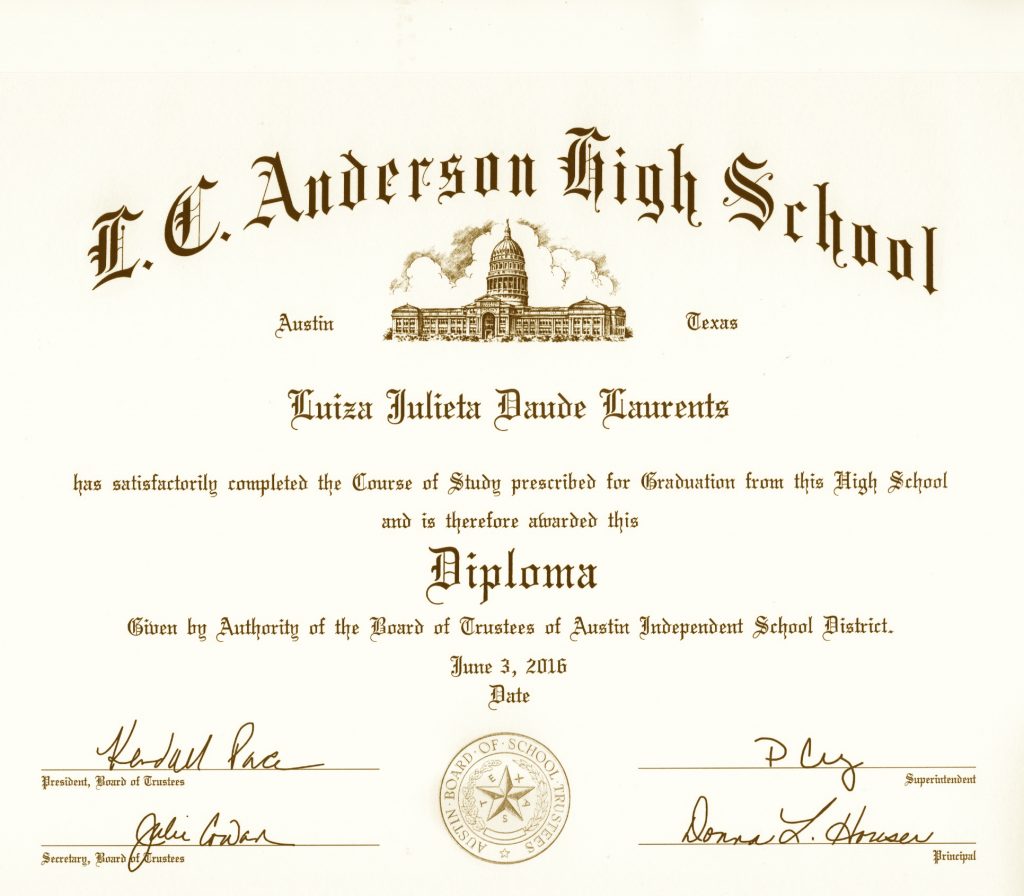 L.C. Anderson High School
Austin Texas
Luiza Julieta Daude Laurents
has satisfactorily completed the Course of Study prescribed for Graduation from this High School
and is therefore awarded this
Diploma
Given by Authority of the Board of Trustees of Austin Independent School District.
June 3, 2016
Date
Kendall Pace
President, Board of Trustees
P Cruz
Superintendent
Julie Cowan
Secretary, Board of Trustees
Donna L. Houser
Principal
AUSTIN · BOARD · OF · SCHOOL · TRUSTEES
TEXAS